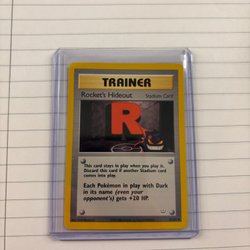 TRAINER
Rocket's Hideout Stadium Card
R
This card stays in play when you play it.
Discard this card if another Stadium card
comes into play.
Each Pokémon in play with Dark
in its name (even your
opponent's) gets +20 HP.